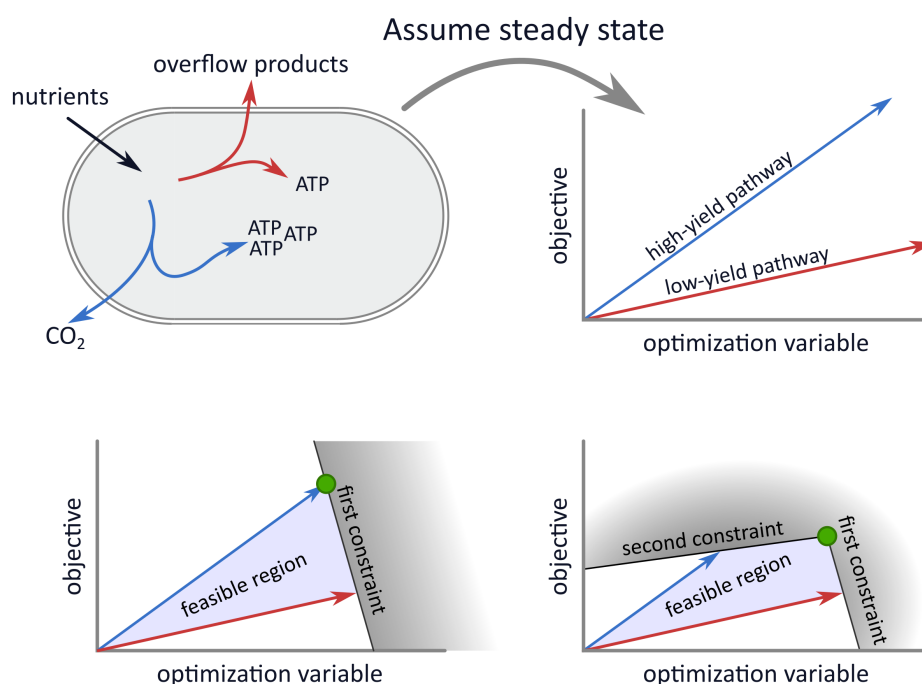 Assume steady state
overflow products
nutrients
ATP
ATP
ATP
ATP
CO₂
objective
high-yield pathway
low-yield pathway
optimization variable
objective
first constraint
feasible region
optimization variable
objective
second constraint
first constraint
feasible region
optimization variable